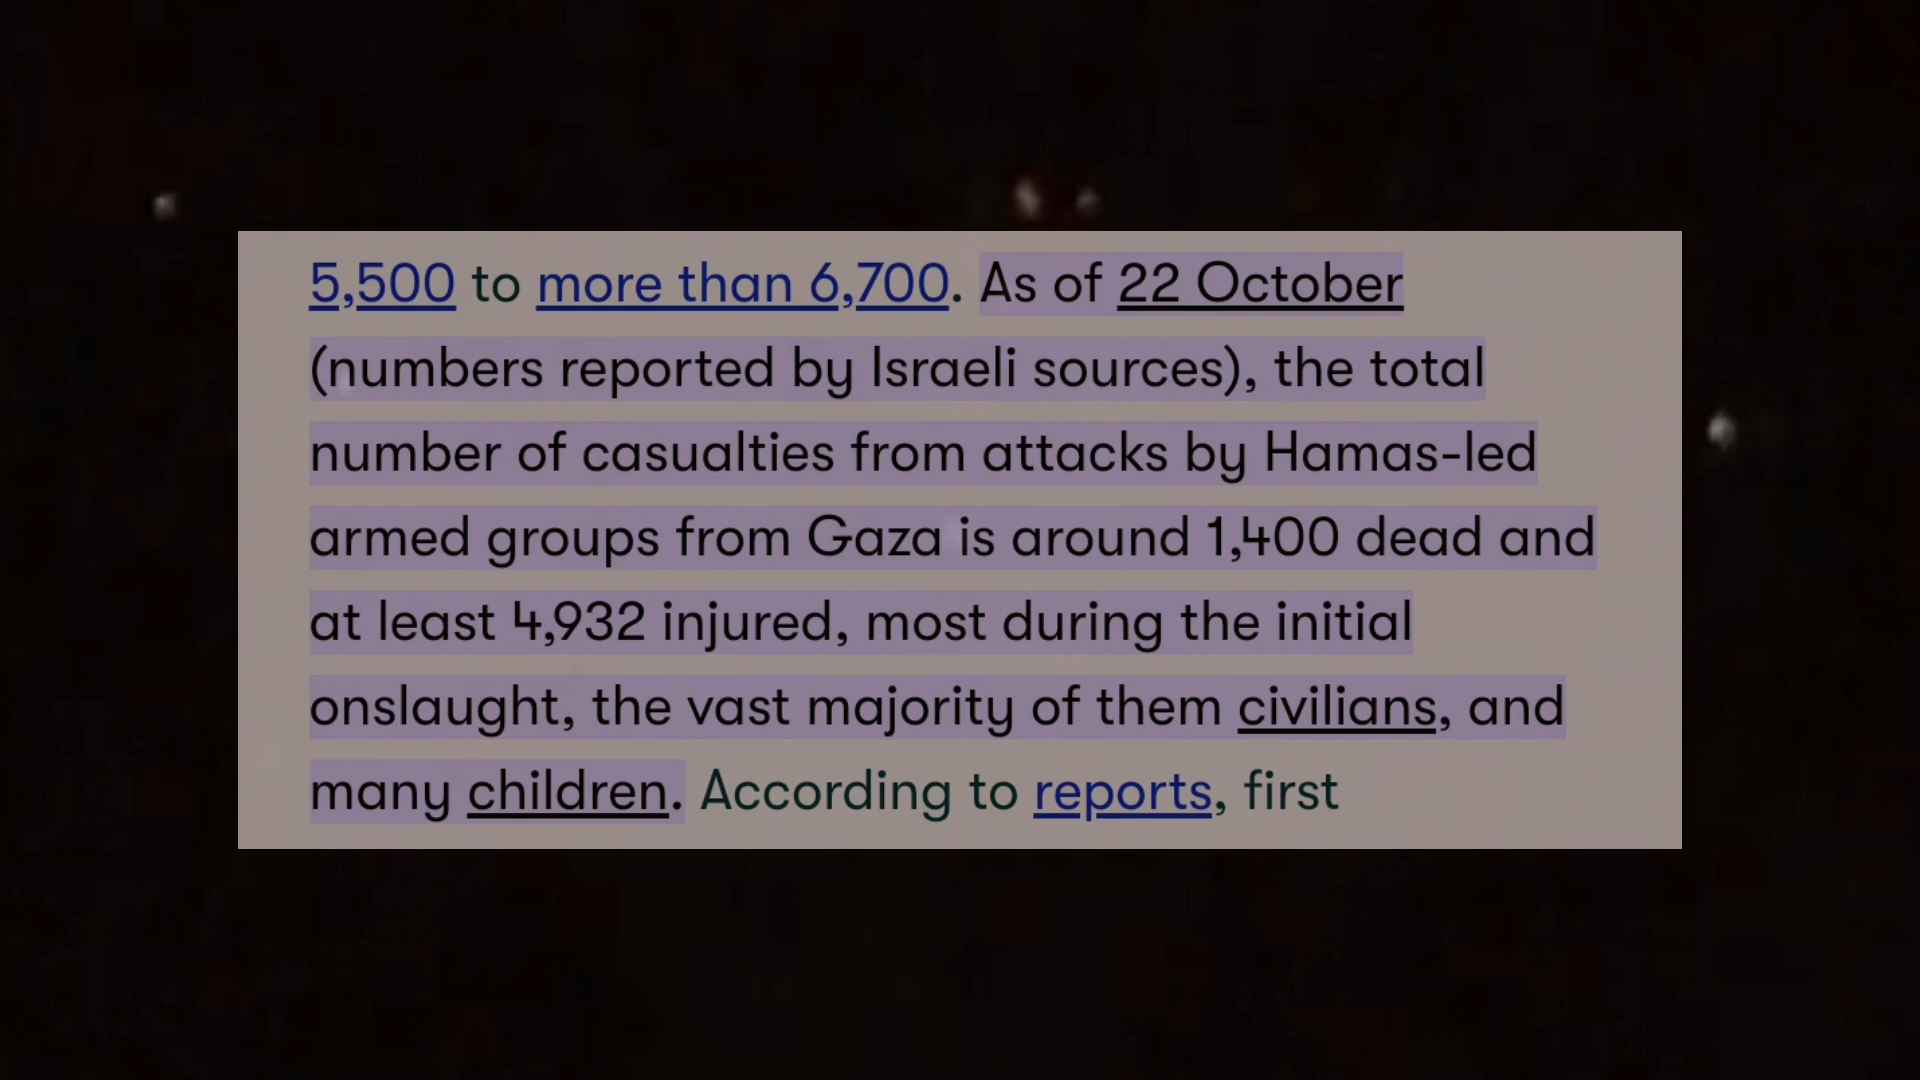 5,500 to more than 6,700. As of 22 October
(numbers reported by Israeli sources), the total
number of casualties from attacks by Hamas-led
armed groups from Gaza is around 1,400 dead and
at least 4,932 injured, most during the initial
onslaught, the vast majority of them civilians, and
many children. According to reports, first